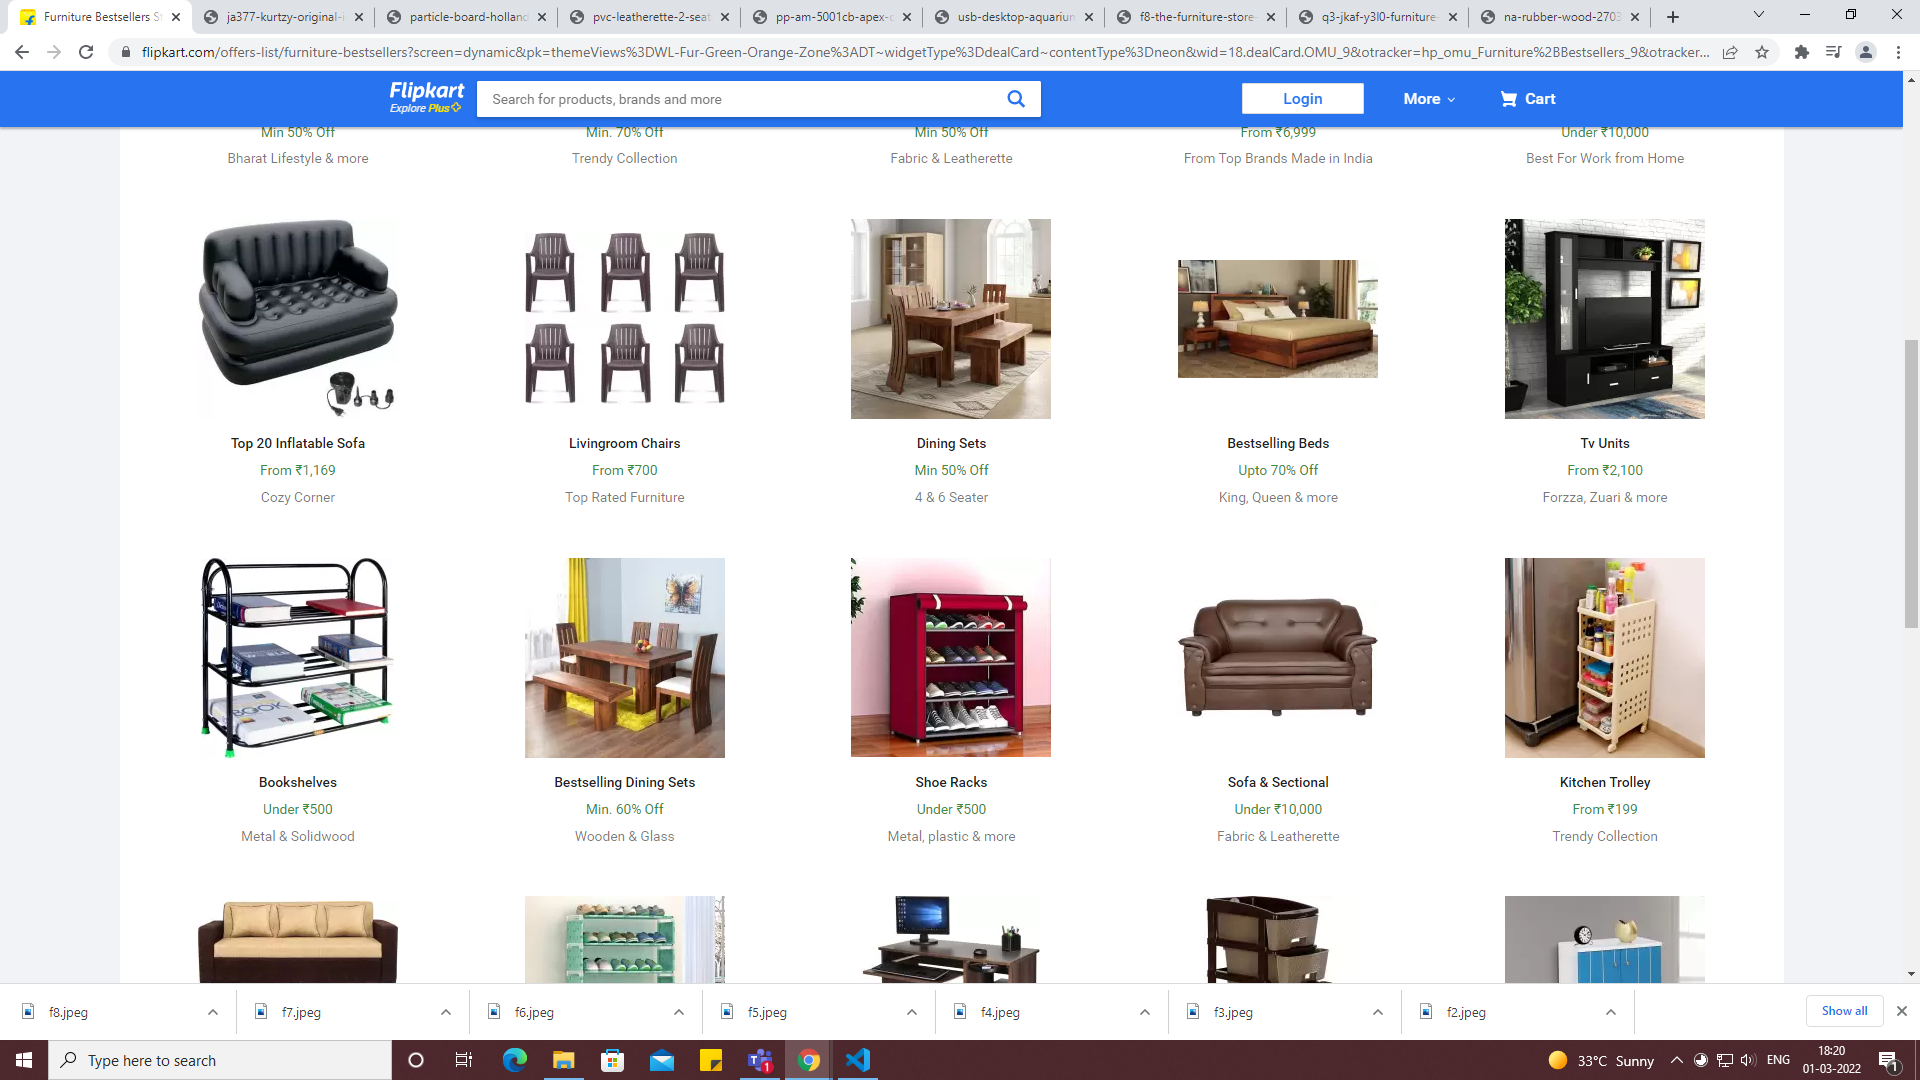 Furniture Bestsellers St
ja377-kurtzy-original-i
particle-board-holland
pvc-leatherette-2-seat
pp-am-5001cb-apex-c
usb-desktop-aquarium
f8-the-furniture-store-
q3-jkaf-y3l0-furniture-
na-rubber-wood-2703
flipkart.com/offers-list/furniture-bestsellers?screen=dynamic&pk=themeViews%3DWL-Fur-Green-Orange-Zone%3ADT~widgetType%3DdealCard~contentType%3Dneon&wid=18.dealCard.OMU_9&otracker=hp_omu_Furniture%2BBestsellers_9&otracker...
Flipkart
Explore Plus
Search for products, brands and more
Login
More
Cart
Min 50% Off
Min. 70% Off
Min 50% Off
From ₹6,999
Under ₹10,000
Bharat Lifestyle & more
Trendy Collection
Fabric & Leatherette
From Top Brands Made in India
Best For Work from Home
Top 20 Inflatable Sofa
Livingroom Chairs
Dining Sets
Bestselling Beds
Tv Units
From ₹1,169
From ₹700
Min 50% Off
Upto 70% Off
From ₹2,100
Cozy Corner
Top Rated Furniture
4 & 6 Seater
King, Queen & more
Forzza, Zuari & more
BOOK
Bookshelves
Bestselling Dining Sets
Shoe Racks
Sofa & Sectional
Kitchen Trolley
Under ₹500
Min. 60% Off
Under ₹500
Under ₹10,000
From ₹199
Metal & Solidwood
Wooden & Glass
Metal, plastic & more
Fabric & Leatherette
Trendy Collection
f8.jpeg
f7.jpeg
f6.jpeg
f5.jpeg
f4.jpeg
f3.jpeg
f2.jpeg
Show all
Type here to search
1
33°C Sunny
ENG
18:20
01-03-2022
1